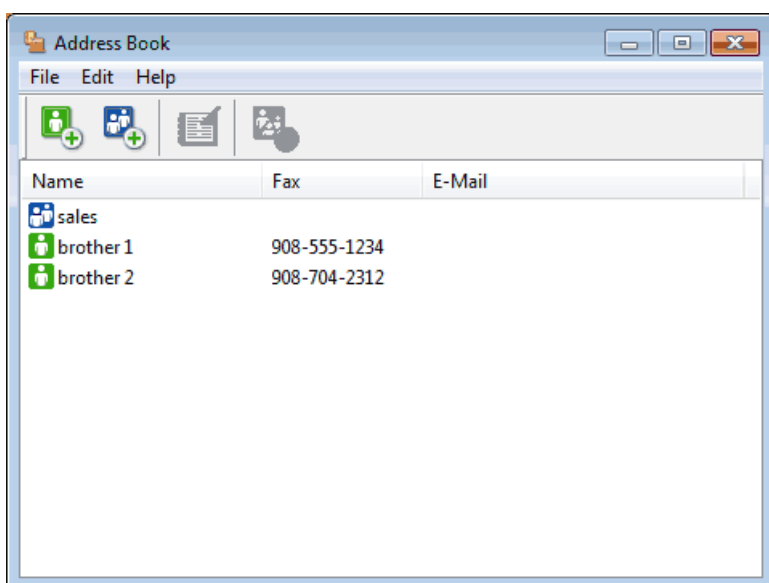 Address Book
File Edit Help
Name Fax E-Mail
sales
brother 1 908-555-1234
brother 2 908-704-2312